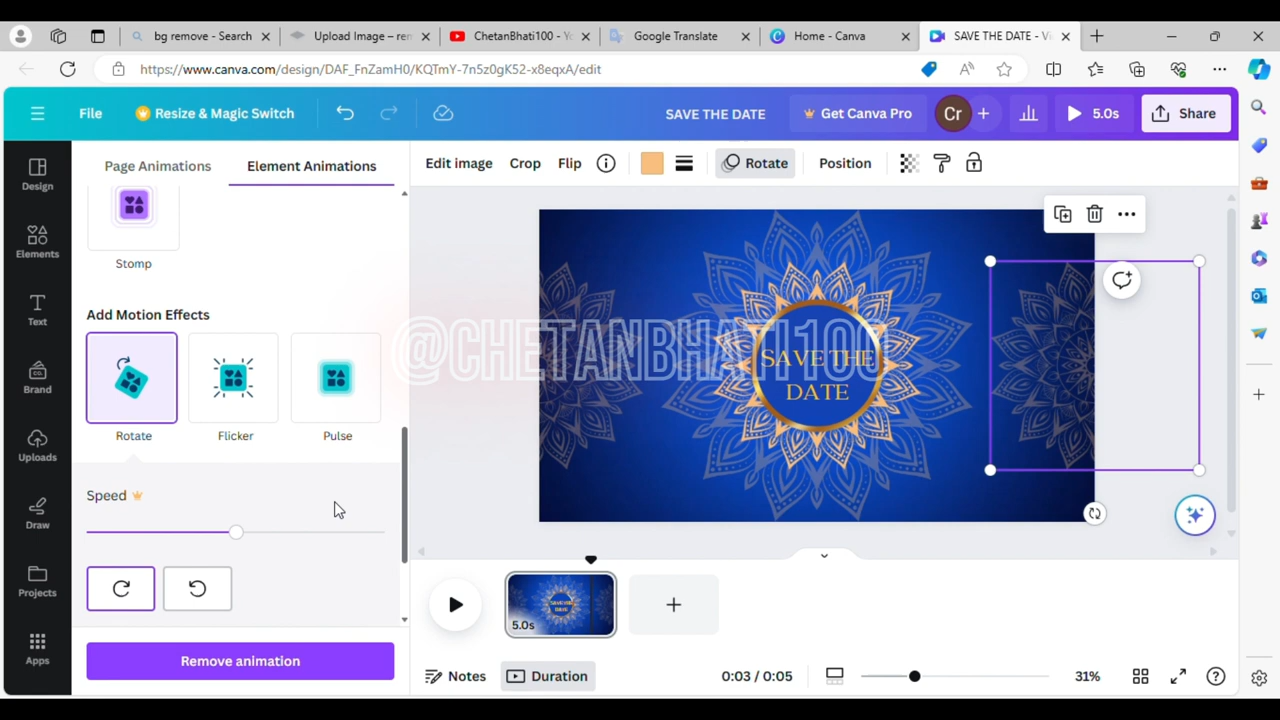 bg remove - Search
Upload Image – rem
ChetanBhati100 - Yo
Google Translate
Home - Canva
SAVE THE DATE - Vi
https://www.canva.com/design/DAF_FnZamH0/KQTmY-7n5z0gK52-x8eqxA/edit
File
Resize & Magic Switch
SAVE THE DATE
Get Canva Pro
Cr
5.0s
Share
Design
Elements
Text
Brand
Uploads
Draw
Projects
Apps
Page Animations
Element Animations
Stomp
Add Motion Effects
Rotate
Flicker
Pulse
Speed
Remove animation
Edit image
Crop
Flip
Rotate
Position
@CHETANBHATI100
SAVE THE
DATE
5.0s
Notes
Duration
0:03 / 0:05
31%